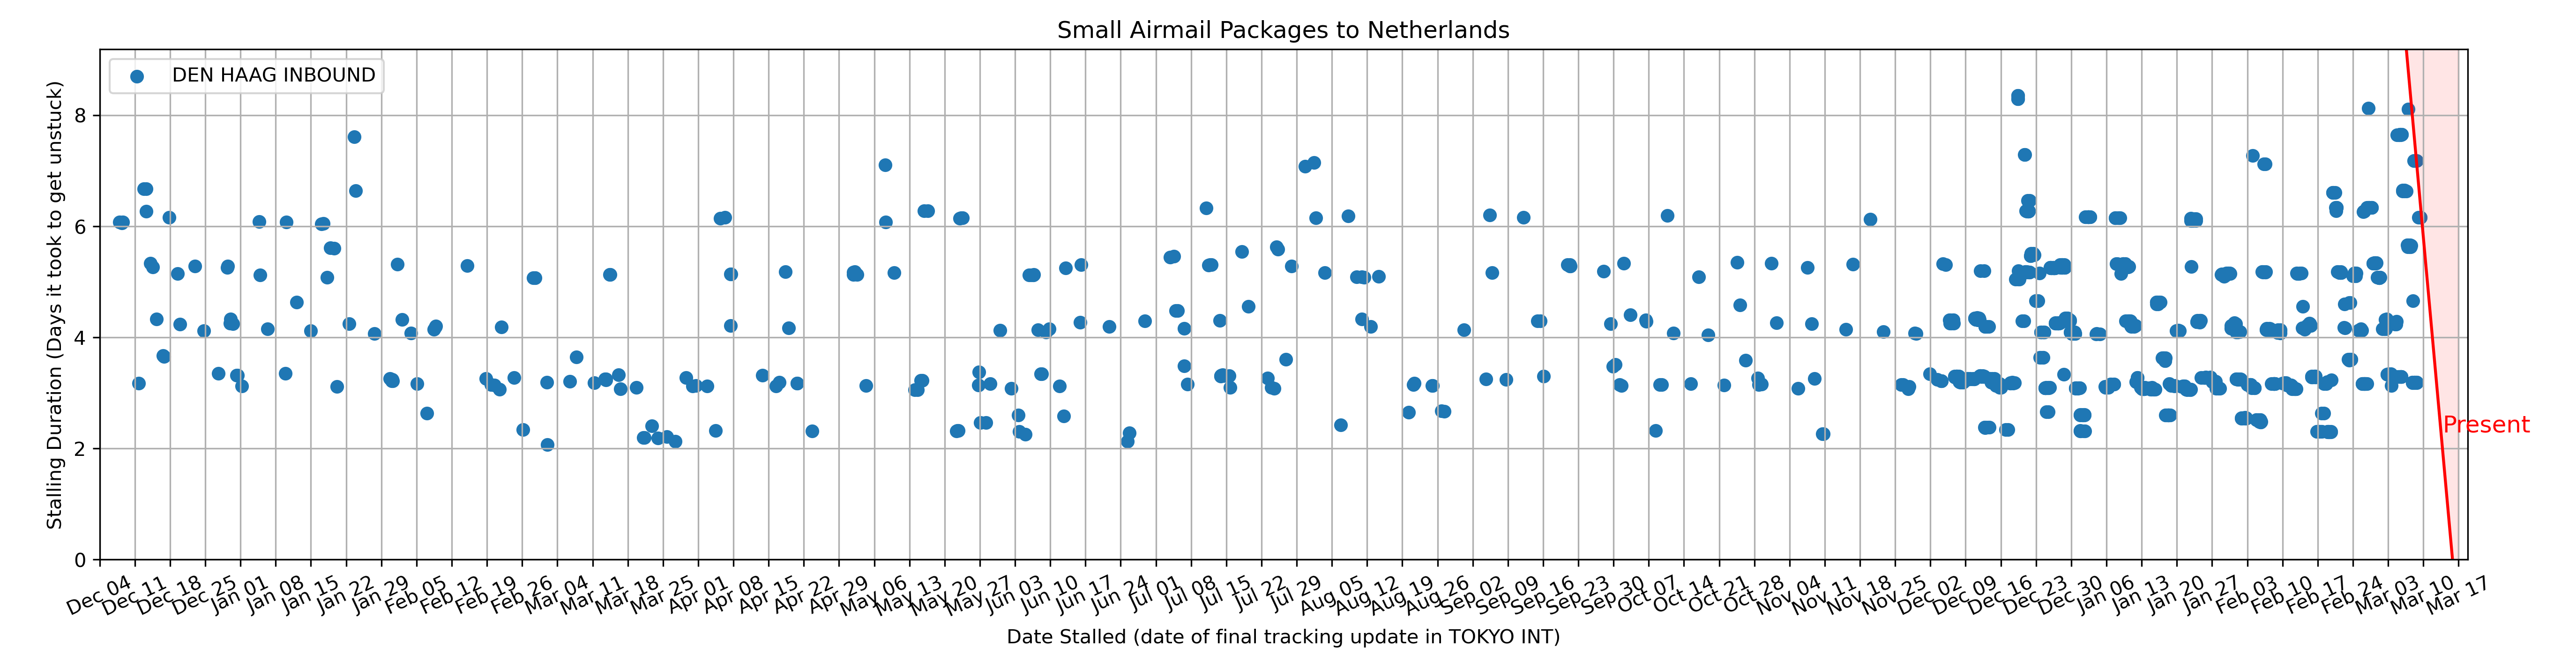 Small Airmail Packages to Netherlands
DEN HAAG INBOUND
Stalling Duration (Days it took to get unstuck)
8
6
4
2
0
Present
Dec 04
Dec 11
Dec 18
Dec 25
Jan 01
Jan 08
Jan 15
Jan 22
Jan 29
Feb 05
Feb 12
Feb 19
Feb 26
Mar 04
Mar 11
Mar 18
Mar 25
Apr 01
Apr 08
Apr 15
Apr 22
Apr 29
May 06
May 13
May 20
May 27
Jun 03
Jun 10
Jun 17
Jun 24
Jul 01
Jul 08
Jul 15
Jul 22
Jul 29
Aug 05
Aug 12
Aug 19
Aug 26
Sep 02
Sep 09
Sep 16
Sep 23
Sep 30
Oct 07
Oct 14
Oct 21
Oct 28
Nov 04
Nov 11
Nov 18
Nov 25
Dec 02
Dec 09
Dec 16
Dec 23
Dec 30
Jan 06
Jan 13
Jan 20
Jan 27
Feb 03
Feb 10
Feb 17
Feb 24
Mar 03
Mar 10
Mar 17
Date Stalled (date of final tracking update in TOKYO INT)